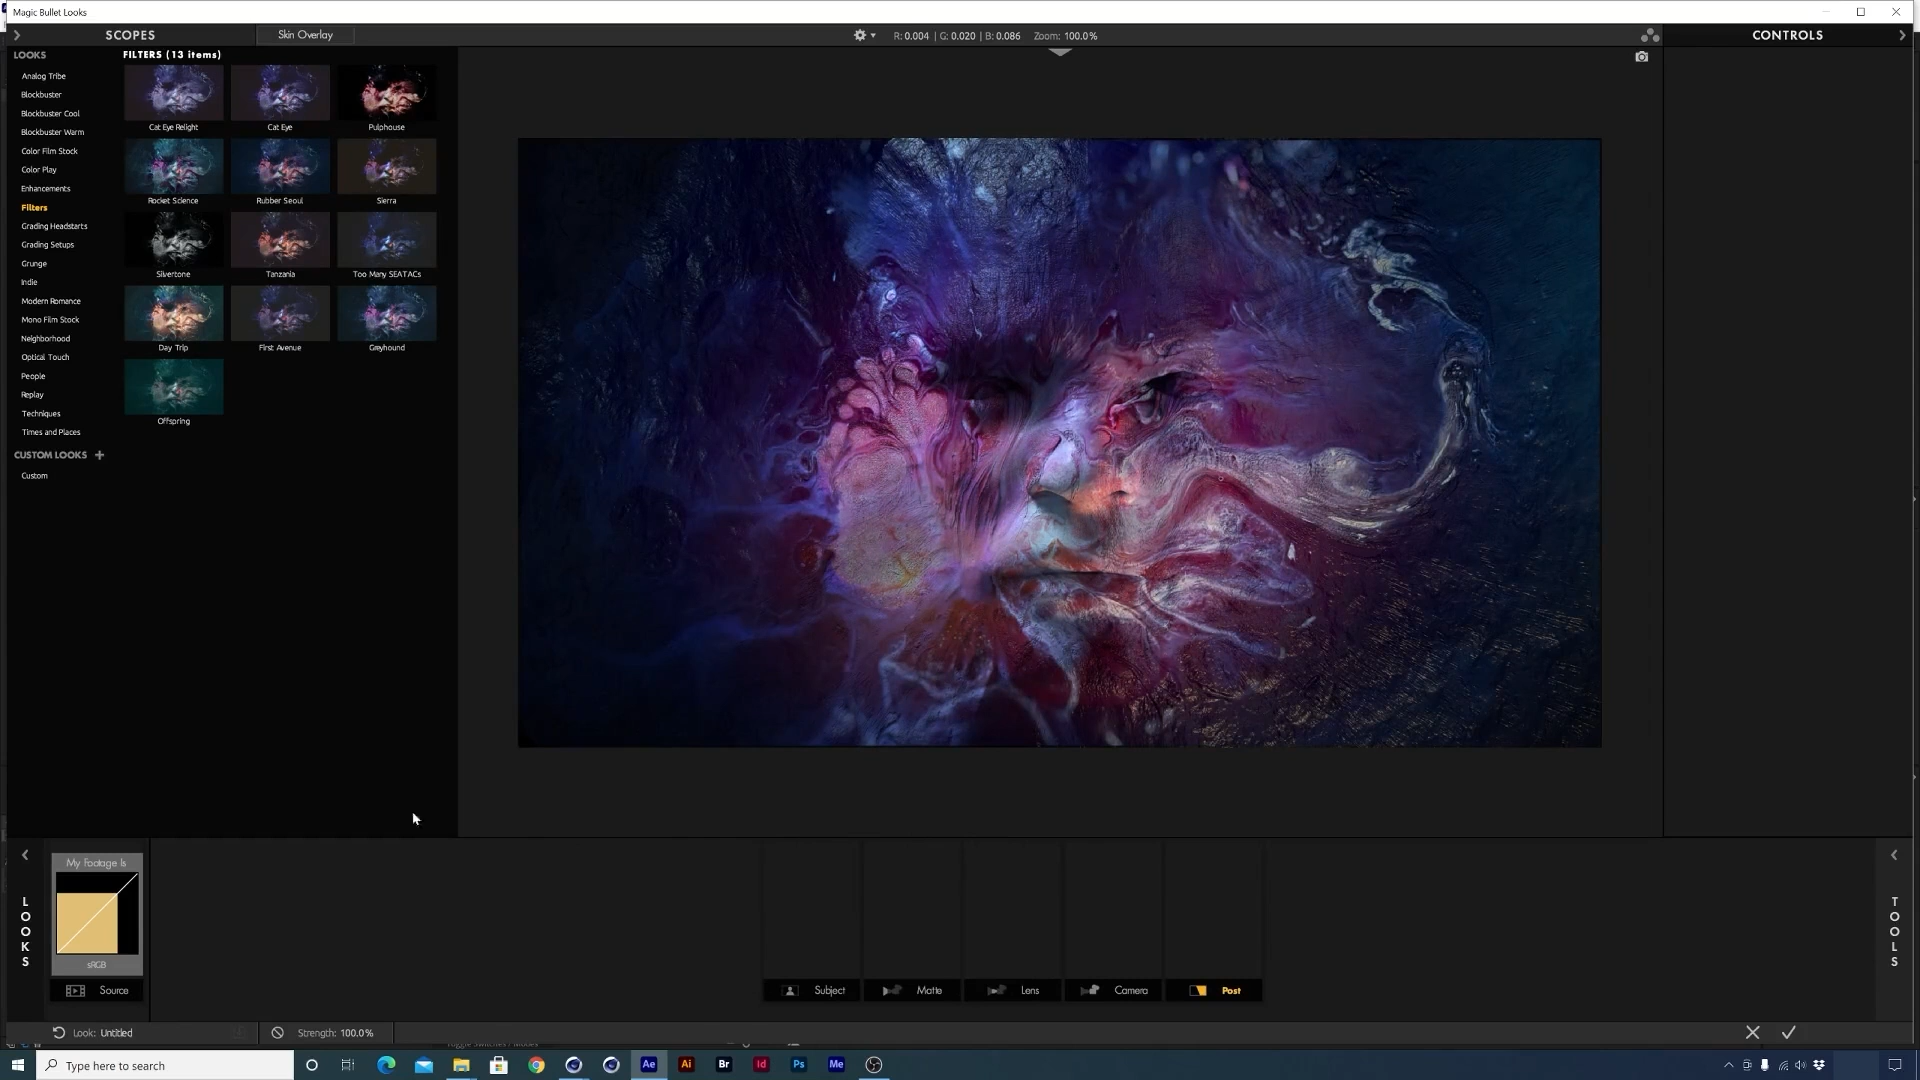 Magic Bullet Looks
SCOPES
Skin Overlay
R: 0.004 | G: 0.020 | B: 0.086
Zoom: 100.0%
CONTROLS
LOOKS
FILTERS (13 items)
Analog Tribe
Blockbuster
Blockbuster Cool
Blockbuster Warm
Color Film Stock
Color Play
Enhancements
Filters
Grading Headstarts
Grading Setups
Grunge
Indie
Modern Romance
Mono Film Stock
Neighborhood
Optical Touch
People
Replay
Techniques
Times and Places
CUSTOM LOOKS +
Custom
Cat Eye Relight
Cat Eye
Pulphouse
Rocket Science
Rubber Seoul
Sierra
Silvertone
Tanzania
Too Many SEATACs
Day Trip
First Avenue
Greyhound
Offspring
LOOKS
My Footage Is
sRGB
Source
Subject
Matte
Lens
Camera
Post
TOOLS
Look: Untitled
Strength: 100.0%
Type here to search
Ae
Ai
Br
Id
Ps
Me